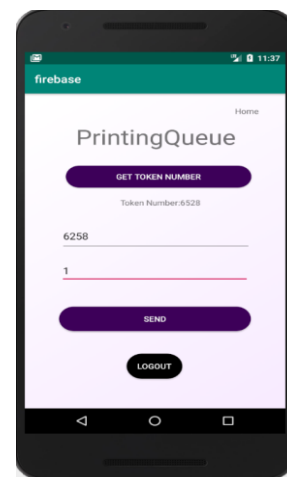 11:37
firebase
Home
PrintingQueue
GET TOKEN NUMBER
Token Number:6528
6258
1
SEND
LOGOUT